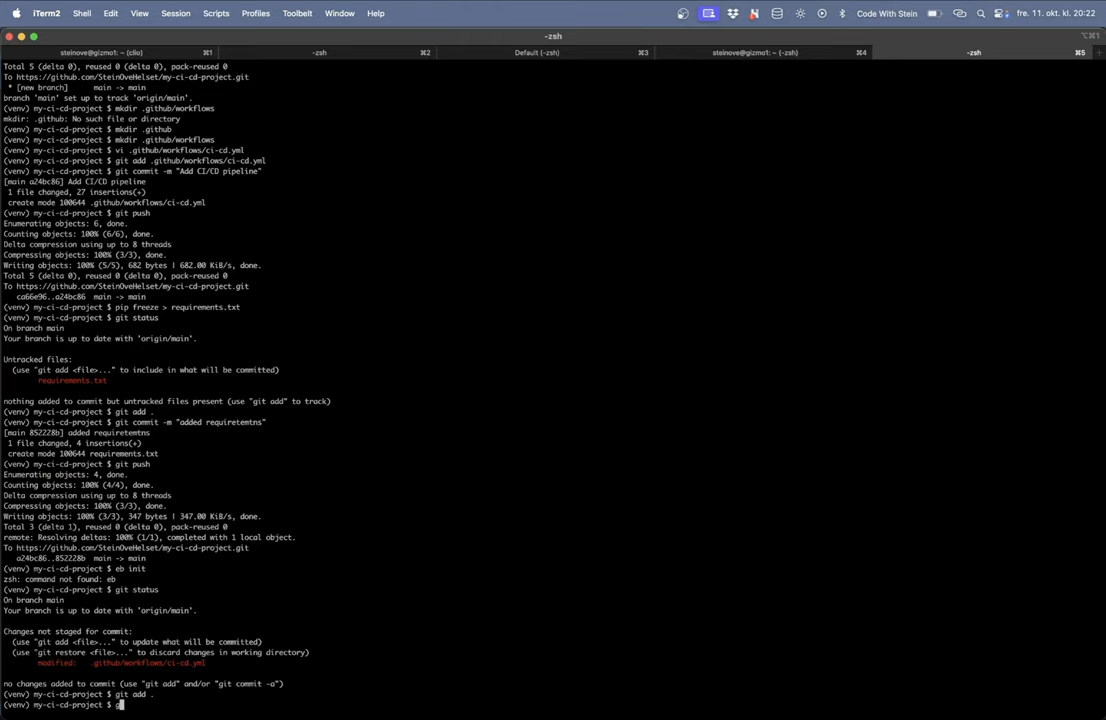 iTerm2 Shell Edit View Session Scripts Profiles Toolbelt Window Help Code With Stein fre. 11. okt. kl. 20:22
-zsh ⌥⌘1
steinove@gizmo1: ~ (clio) ⌘1 -zsh ⌘2 Default (-zsh) ⌘3 steinove@gizmo1: ~ (-zsh) ⌘4 -zsh ⌘5
Total 5 (delta 0), reused 0 (delta 0), pack-reused 0
To https://github.com/SteinOveHelset/my-ci-cd-project.git
 * [new branch]      main -> main
branch 'main' set up to track 'origin/main'.
(venv) my-ci-cd-project $ mkdir .github/workflows
mkdir: .github: No such file or directory
(venv) my-ci-cd-project $ mkdir .github
(venv) my-ci-cd-project $ mkdir .github/workflows
(venv) my-ci-cd-project $ vi .github/workflows/ci-cd.yml
(venv) my-ci-cd-project $ git add .github/workflows/ci-cd.yml
(venv) my-ci-cd-project $ git commit -m "Add CI/CD pipeline"
[main a24bc86] Add CI/CD pipeline
 1 file changed, 27 insertions(+)
 create mode 100644 .github/workflows/ci-cd.yml
(venv) my-ci-cd-project $ git push
Enumerating objects: 6, done.
Counting objects: 100% (6/6), done.
Delta compression using up to 8 threads
Compressing objects: 100% (3/3), done.
Writing objects: 100% (5/5), 682 bytes | 682.00 KiB/s, done.
Total 5 (delta 0), reused 0 (delta 0), pack-reused 0
To https://github.com/SteinOveHelset/my-ci-cd-project.git
   ca66e96..a24bc86  main -> main
(venv) my-ci-cd-project $ pip freeze > requirements.txt
(venv) my-ci-cd-project $ git status
On branch main
Your branch is up to date with 'origin/main'.

Untracked files:
  (use "git add <file>..." to include in what will be committed)
        requirements.txt

nothing added to commit but untracked files present (use "git add" to track)
(venv) my-ci-cd-project $ git add .
(venv) my-ci-cd-project $ git commit -m "added requiretemtns"
[main 852228b] added requiretemtns
 1 file changed, 4 insertions(+)
 create mode 100644 requirements.txt
(venv) my-ci-cd-project $ git push
Enumerating objects: 4, done.
Counting objects: 100% (4/4), done.
Delta compression using up to 8 threads
Compressing objects: 100% (3/3), done.
Writing objects: 100% (3/3), 347 bytes | 347.00 KiB/s, done.
Total 3 (delta 1), reused 0 (delta 0), pack-reused 0
remote: Resolving deltas: 100% (1/1), completed with 1 local object.
To https://github.com/SteinOveHelset/my-ci-cd-project.git
   a24bc86..852228b  main -> main
(venv) my-ci-cd-project $ eb init
zsh: command not found: eb
(venv) my-ci-cd-project $ git status
On branch main
Your branch is up to date with 'origin/main'.

Changes not staged for commit:
  (use "git add <file>..." to update what will be committed)
  (use "git restore <file>..." to discard changes in working directory)
        modified:   .github/workflows/ci-cd.yml

no changes added to commit (use "git add" and/or "git commit -a")
(venv) my-ci-cd-project $ git add .
(venv) my-ci-cd-project $ g